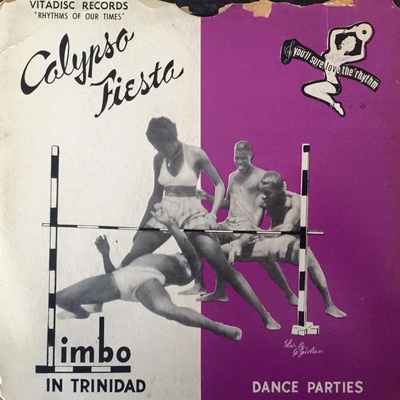 VITADISC RECORDS
'RHYTHMS OF OUR TIMES'
Calypso
Fiesta
you'll sure love the rhythm
limbo
IN TRINIDAD
DANCE PARTIES